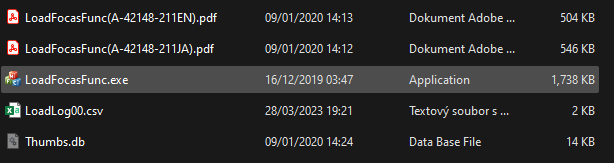 LoadFocasFunc(A-42148-211EN).pdf 09/01/2020 14:13 Dokument Adobe ... 504 KB
LoadFocasFunc(A-42148-211JA).pdf 09/01/2020 14:12 Dokument Adobe ... 546 KB
LoadFocasFunc.exe 16/12/2019 03:47 Application 1,738 KB
LoadLog00.csv 28/03/2023 19:21 Textový soubor s ... 2 KB
Thumbs.db 09/01/2020 14:24 Data Base File 14 KB